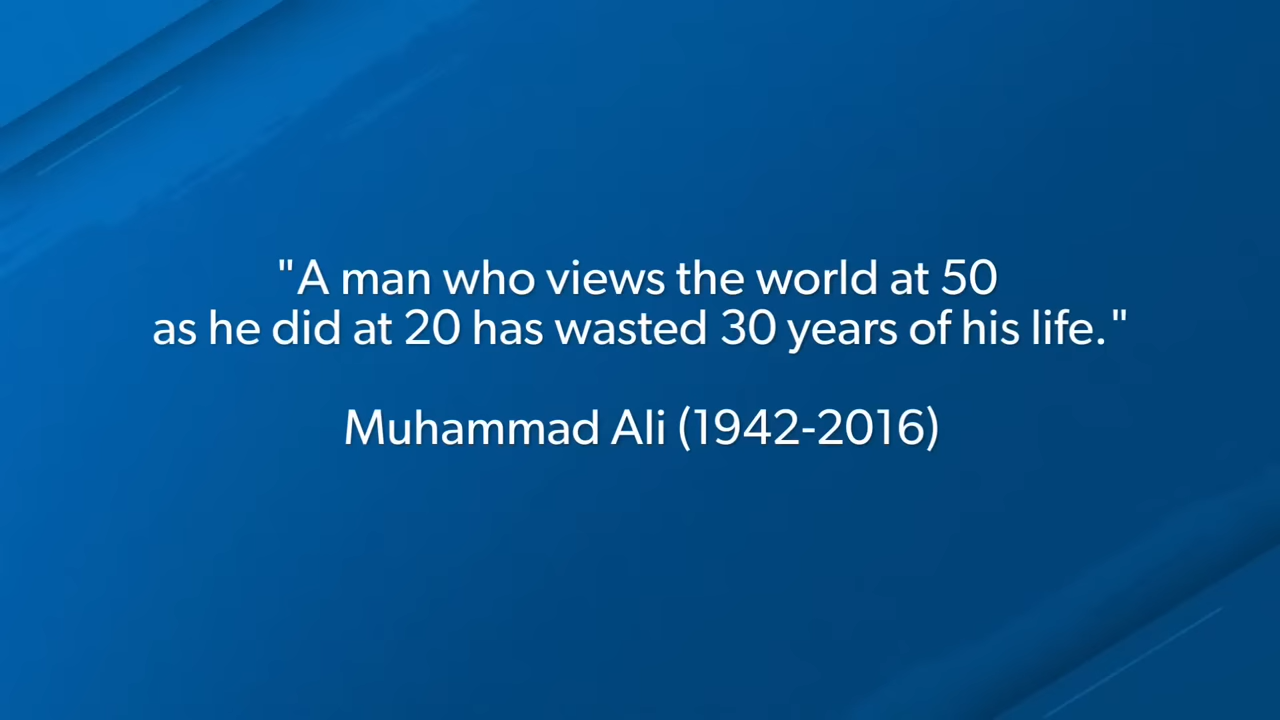 "A man who views the world at 50
as he did at 20 has wasted 30 years of his life."
Muhammad Ali (1942-2016)